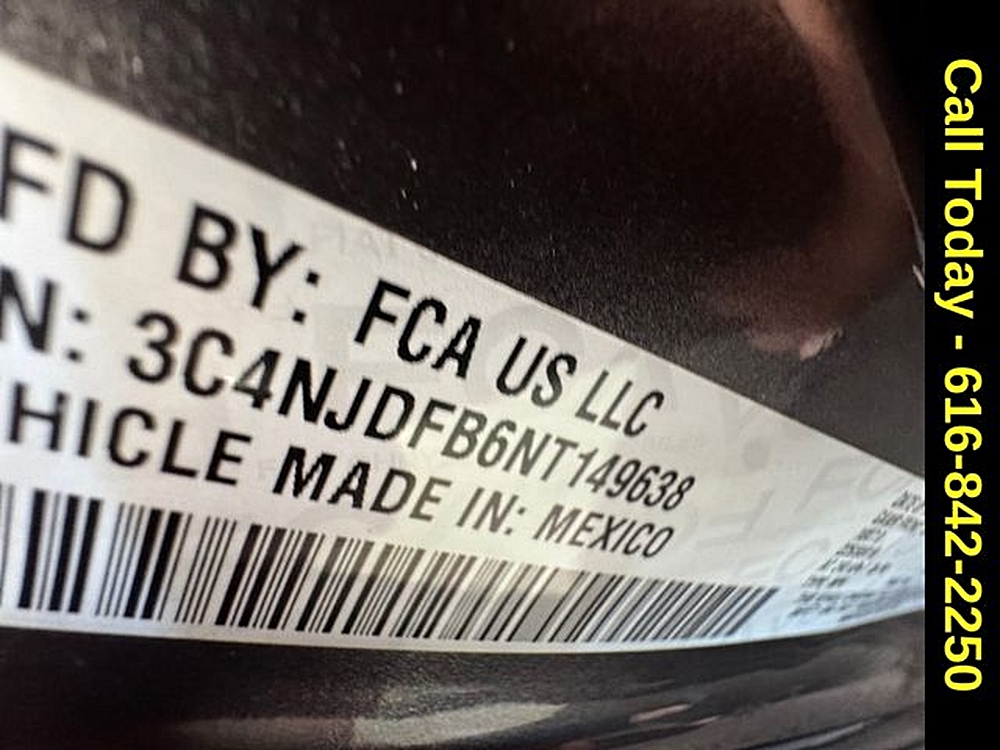 FD BY: FCA US LLC
N: 3C4NJDFB6NT149638
HICLE MADE IN: MEXICO
Call Today - 616-842-2250